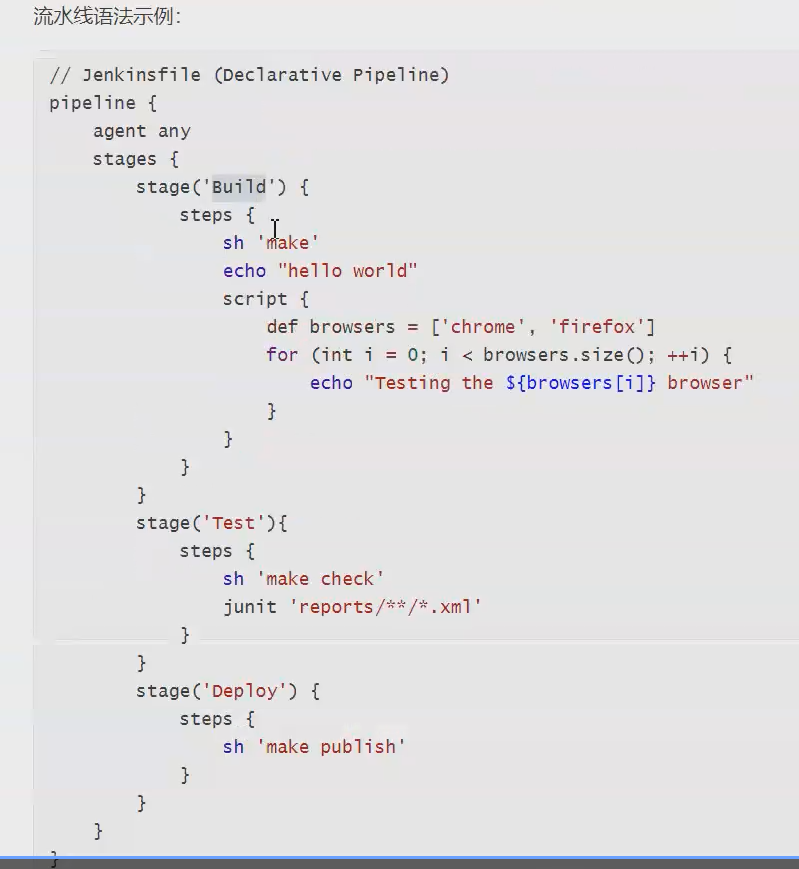 流水线语法示例:
// Jenkinsfile (Declarative Pipeline)
pipeline {
    agent any
    stages {
        stage('Build') {
            steps {
                sh 'make'
                echo "hello world"
                script {
                    def browsers = ['chrome', 'firefox']
                    for (int i = 0; i < browsers.size(); ++i) {
                        echo "Testing the ${browsers[i]} browser"
                    }
                }
            }
        }
        stage('Test'){
            steps {
                sh 'make check'
                junit 'reports/**/*.xml'
            }
        }
        stage('Deploy') {
            steps {
                sh 'make publish'
            }
        }
    }
}